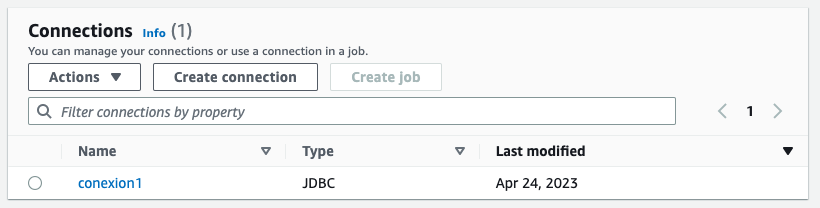 Connections Info (1)
You can manage your connections or use a connection in a job.
Actions Create connection Create job
Filter connections by property 1
Name Type Last modified
conexion1 JDBC Apr 24, 2023